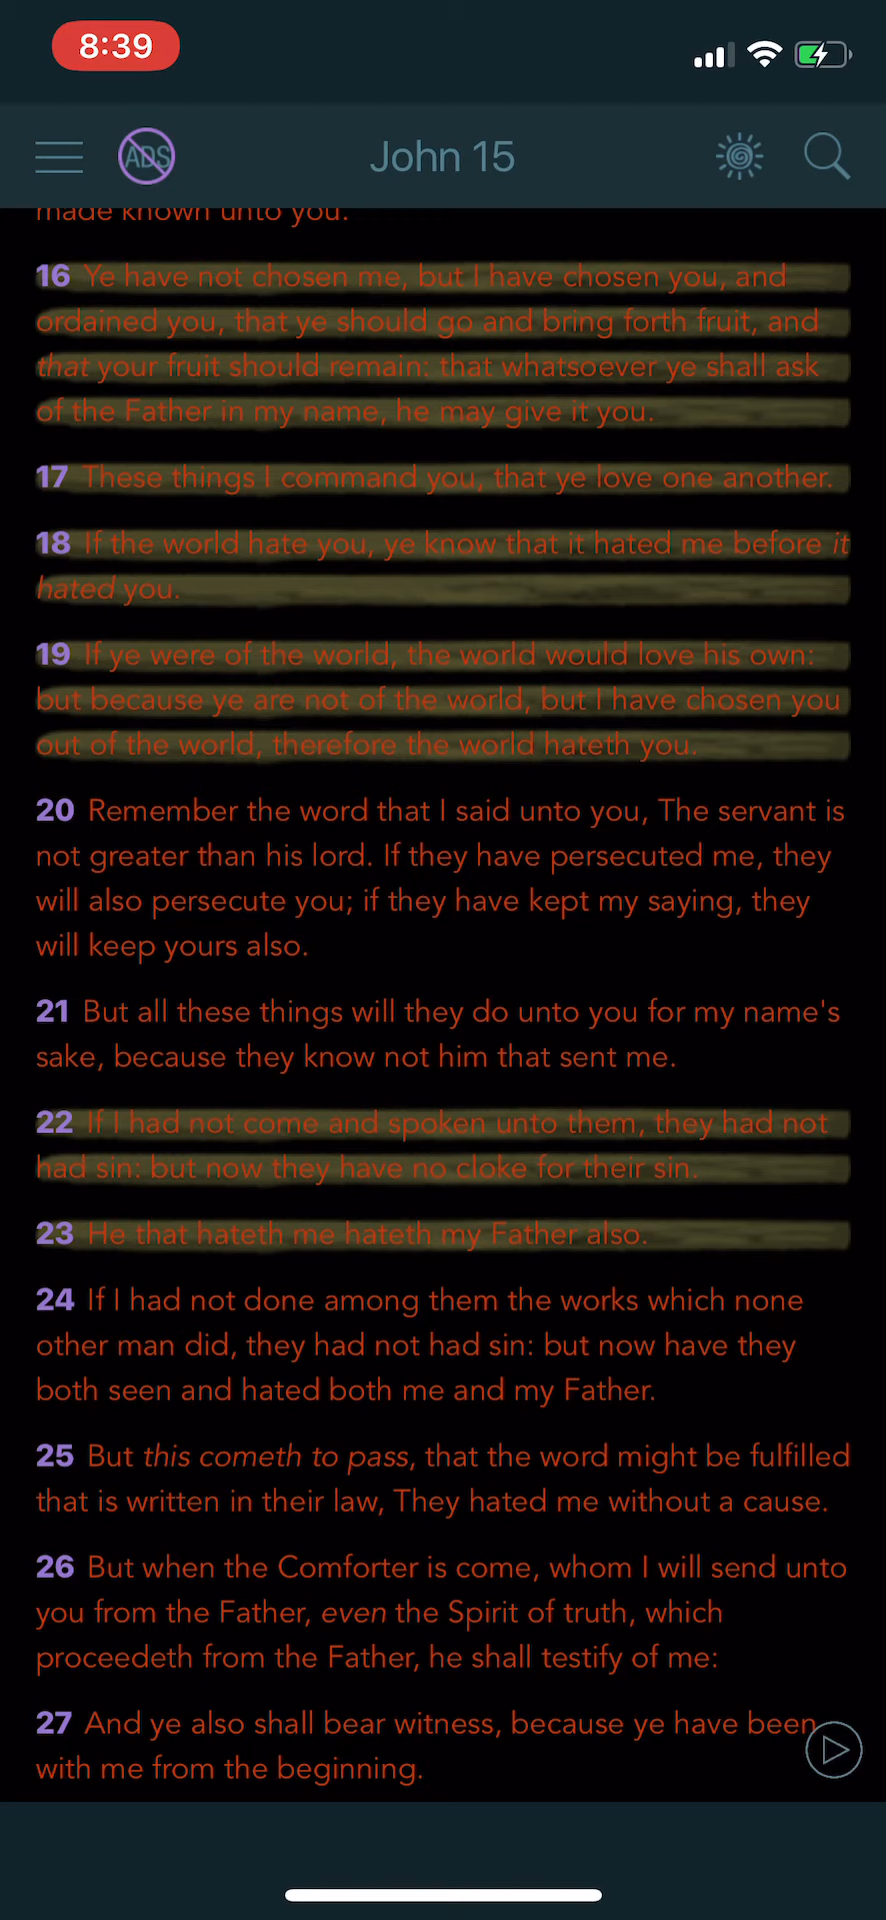 8:39
ADS
John 15
made known unto you.
16 Ye have not chosen me, but I have chosen you, and
ordained you, that ye should go and bring forth fruit, and
that your fruit should remain: that whatsoever ye shall ask
of the Father in my name, he may give it you.
17 These things I command you, that ye love one another.
18 If the world hate you, ye know that it hated me before it
hated you.
19 If ye were of the world, the world would love his own:
but because ye are not of the world, but I have chosen you
out of the world, therefore the world hateth you.
20 Remember the word that I said unto you, The servant is
not greater than his lord. If they have persecuted me, they
will also persecute you; if they have kept my saying, they
will keep yours also.
21 But all these things will they do unto you for my name's
sake, because they know not him that sent me.
22 If I had not come and spoken unto them, they had not
had sin: but now they have no cloke for their sin.
23 He that hateth me hateth my Father also.
24 If I had not done among them the works which none
other man did, they had not had sin: but now have they
both seen and hated both me and my Father.
25 But this cometh to pass, that the word might be fulfilled
that is written in their law, They hated me without a cause.
26 But when the Comforter is come, whom I will send unto
you from the Father, even the Spirit of truth, which
proceedeth from the Father, he shall testify of me:
27 And ye also shall bear witness, because ye have been
with me from the beginning.